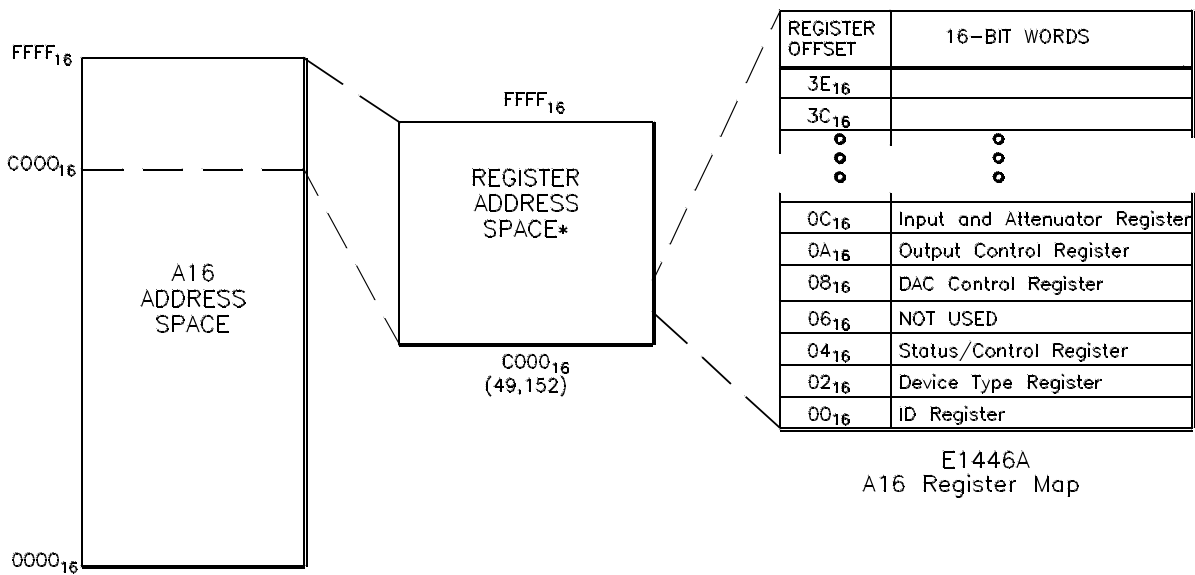 FFFF16
C00016
A16
ADDRESS
SPACE
000016
FFFF16
REGISTER
ADDRESS
SPACE*
C00016
(49,152)
REGISTER OFFSET 16-BIT WORDS
3E16
3C16
0C16 Input and Attenuator Register
0A16 Output Control Register
0816 DAC Control Register
0616 NOT USED
0416 Status/Control Register
0216 Device Type Register
0016 ID Register
E1446A
A16 Register Map